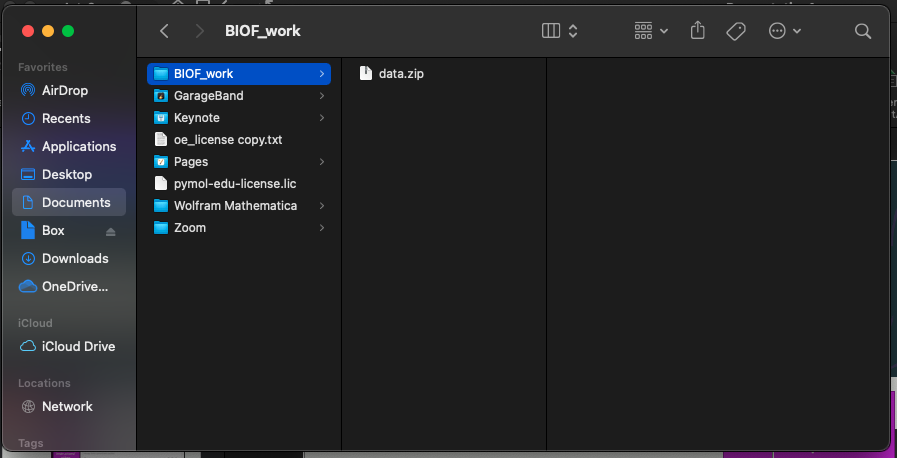 BIOF_work
Favorites
AirDrop
Recents
Applications
Desktop
Documents
Box
Downloads
OneDrive...
iCloud
iCloud Drive
Locations
Network
Tags
BIOF_work
GarageBand
Keynote
oe_license copy.txt
Pages
pymol-edu-license.lic
Wolfram Mathematica
Zoom
data.zip